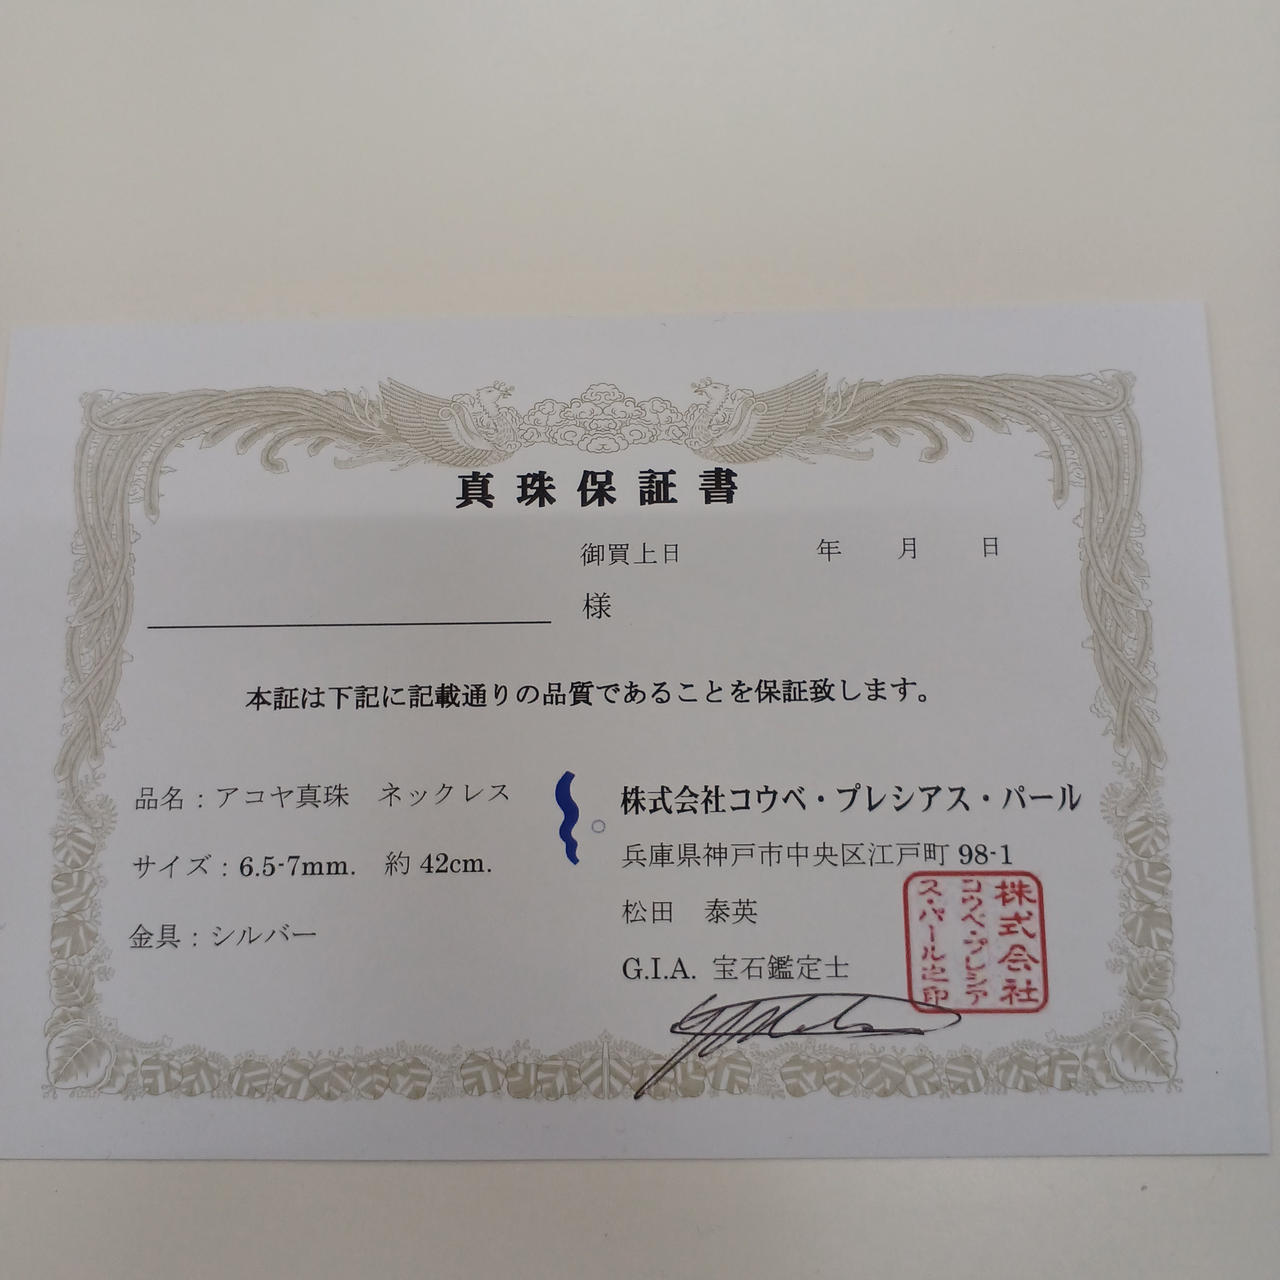 真珠保証書
御買上日 年 月 日
様
本証は下記に記載通りの品質であることを保証致します。
品名：アコヤ真珠 ネックレス
サイズ：6.5-7mm. 約 42cm.
金具：シルバー
株式会社コウベ・プレシアス・パール
兵庫県神戸市中央区江戸町 98-1
松田 泰英
G.I.A. 宝石鑑定士
株式会社
コウベ・プレシア
ス・パール之印